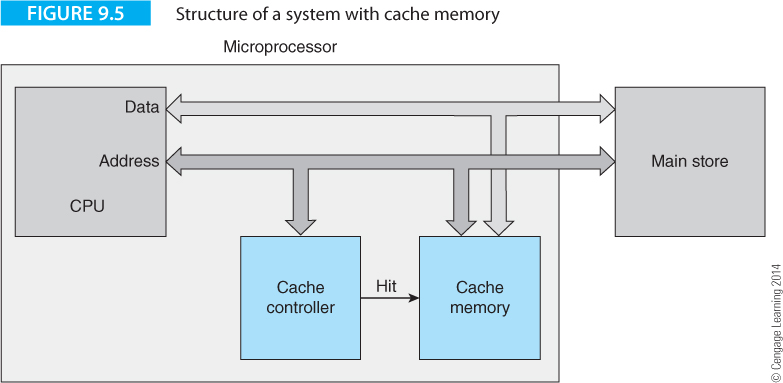 FIGURE 9.5 Structure of a system with cache memory
Microprocessor
Data
Address
CPU
Main store
Cache
controller
Hit
Cache
memory
© Cengage Learning 2014